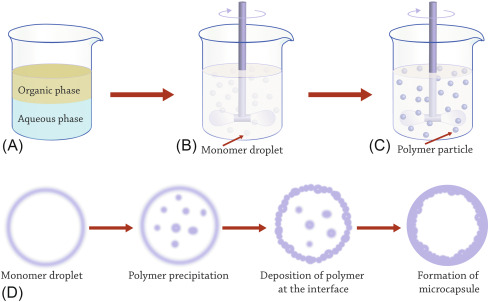 Organic phase
Aqueous phase
(A)
(B)
Monomer droplet
(C)
Polymer particle
Monomer droplet
Polymer precipitation
Deposition of polymer
at the interface
Formation of
microcapsule
(D)